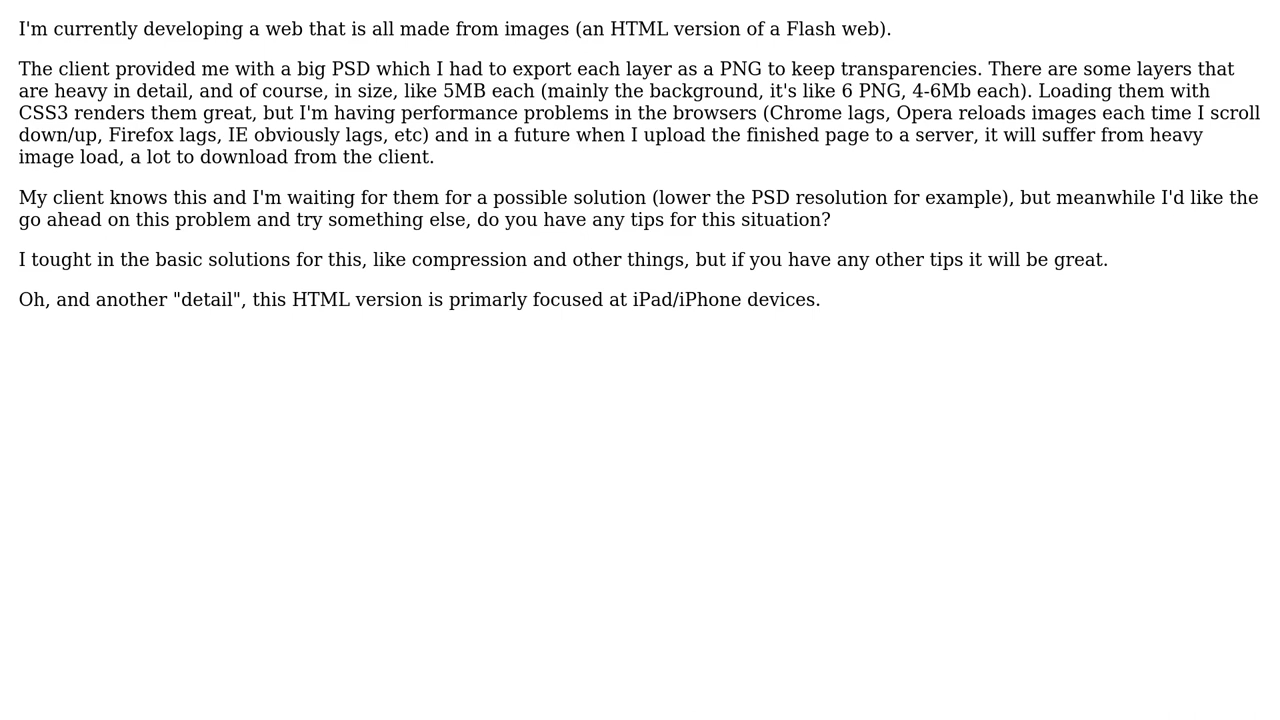 I'm currently developing a web that is all made from images (an HTML version of a Flash web).
The client provided me with a big PSD which I had to export each layer as a PNG to keep transparencies. There are some layers that
are heavy in detail, and of course, in size, like 5MB each (mainly the background, it's like 6 PNG, 4-6Mb each). Loading them with
CSS3 renders them great, but I'm having performance problems in the browsers (Chrome lags, Opera reloads images each time I scroll
down/up, Firefox lags, IE obviously lags, etc) and in a future when I upload the finished page to a server, it will suffer from heavy
image load, a lot to download from the client.
My client knows this and I'm waiting for them for a possible solution (lower the PSD resolution for example), but meanwhile I'd like the
go ahead on this problem and try something else, do you have any tips for this situation?
I tought in the basic solutions for this, like compression and other things, but if you have any other tips it will be great.
Oh, and another "detail", this HTML version is primarly focused at iPad/iPhone devices.